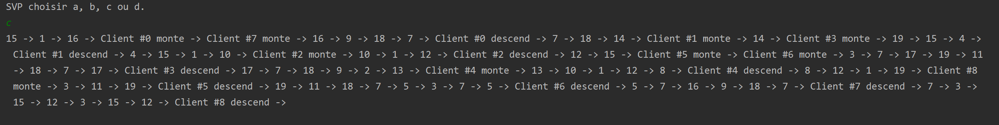 SVP choisir a, b, c ou d.
c
15 -> 1 -> 16 -> Client #0 monte -> Client #7 monte -> 16 -> 9 -> 18 -> 7 -> Client #0 descend -> 7 -> 18 -> 14 -> Client #1 monte -> 14 -> Client #3 monte -> 19 -> 15 -> 4 ->
Client #1 descend -> 4 -> 15 -> 1 -> 10 -> Client #2 monte -> 10 -> 1 -> 12 -> Client #2 descend -> 12 -> 15 -> Client #5 monte -> Client #6 monte -> 3 -> 7 -> 17 -> 19 -> 11
-> 18 -> 7 -> 17 -> Client #3 descend -> 17 -> 7 -> 18 -> 9 -> 2 -> 13 -> Client #4 monte -> 13 -> 10 -> 1 -> 12 -> 8 -> Client #4 descend -> 8 -> 12 -> 1 -> 19 -> Client #8
monte -> 3 -> 11 -> 19 -> Client #5 descend -> 19 -> 11 -> 18 -> 7 -> 5 -> 3 -> 7 -> 5 -> Client #6 descend -> 5 -> 7 -> 16 -> 9 -> 18 -> 7 -> Client #7 descend -> 7 -> 3 ->
15 -> 12 -> 3 -> 15 -> 12 -> Client #8 descend ->